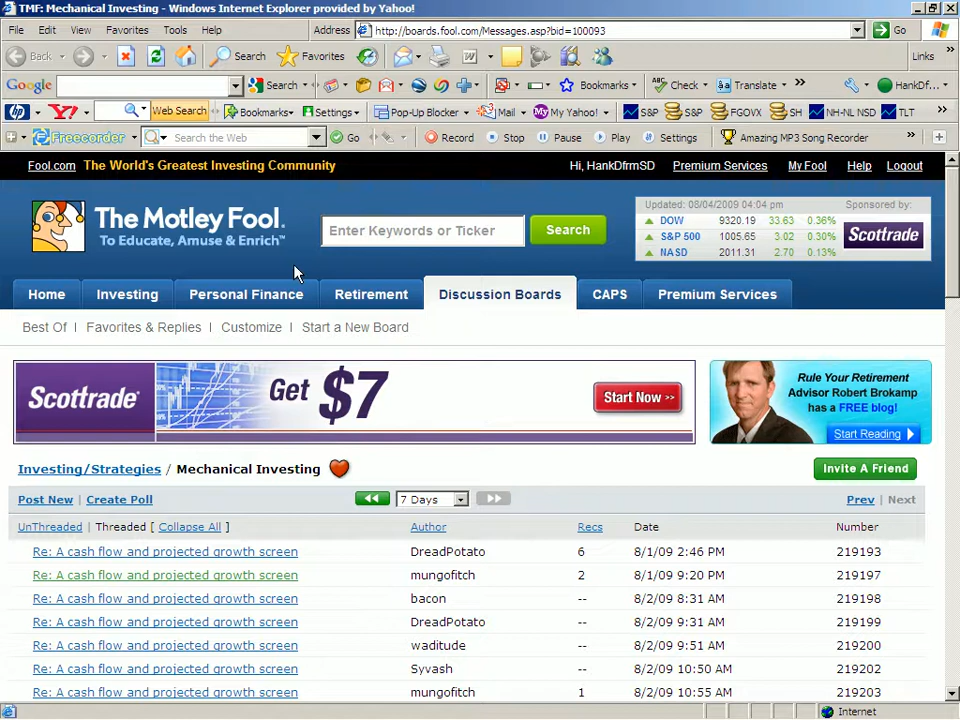 TMF: Mechanical Investing - Windows Internet Explorer provided by Yahoo!
File Edit View Favorites Tools Help Address http://boards.fool.com/Messages.asp?bid=100093 Go
Back Search Favorites Links
Google Search Bookmarks Check Translate HankDf...
hp Y! Web Search Bookmarks Settings Pop-Up Blocker Mail My Yahoo! S&P S&P FGOVX SH NH-NL NSD TLT
Freecorder Search the Web Go Record Stop Pause Play Settings Amazing MP3 Song Recorder
Fool.com The World's Greatest Investing Community Hi, HankDfrmSD Premium Services My Fool Help Logout
The Motley Fool.
To Educate, Amuse & Enrich™
Enter Keywords or Ticker Search
Updated: 08/04/2009 04:04 pm Sponsored by:
DOW 9320.19 33.63 0.36%
S&P 500 1005.65 3.02 0.30%
NASD 2011.31 2.70 0.13%
Scottrade
Home Investing Personal Finance Retirement Discussion Boards CAPS Premium Services
Best Of | Favorites & Replies | Customize | Start a New Board
Scottrade Get $7 Start Now >>
Rule Your Retirement
Advisor Robert Brokamp
has a FREE blog!
Start Reading
Investing/Strategies / Mechanical Investing Invite A Friend
Post New | Create Poll 7 Days Prev | Next
UnThreaded | Threaded [ Collapse All ] Author Recs Date Number
Re: A cash flow and projected growth screen DreadPotato 6 8/1/09 2:46 PM 219193
Re: A cash flow and projected growth screen mungofitch 2 8/1/09 9:20 PM 219197
Re: A cash flow and projected growth screen bacon -- 8/2/09 8:31 AM 219198
Re: A cash flow and projected growth screen DreadPotato -- 8/2/09 9:31 AM 219199
Re: A cash flow and projected growth screen waditude -- 8/2/09 9:51 AM 219200
Re: A cash flow and projected growth screen Syvash -- 8/2/09 10:50 AM 219202
Re: A cash flow and projected growth screen mungofitch 1 8/2/09 10:55 AM 219203
Internet